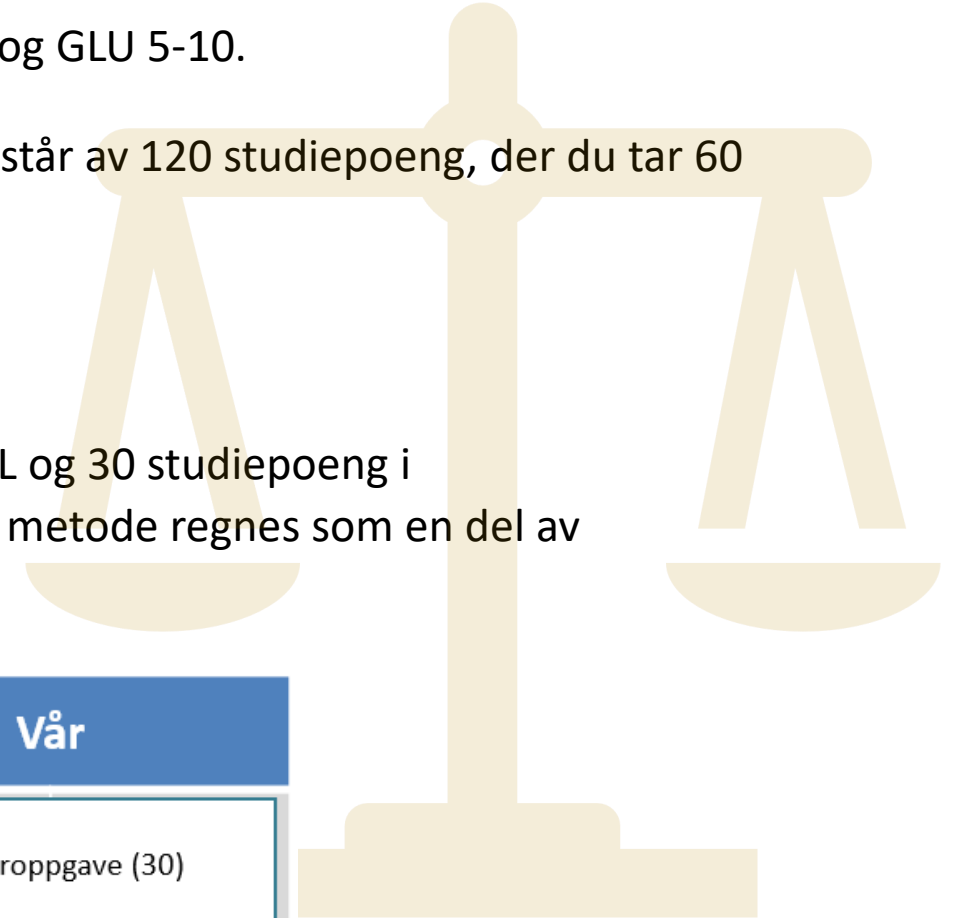 og GLU 5-10.
står av 120 studiepoeng, der du tar 60
L og 30 studiepoeng i
metode regnes som en del av
Vår
roppgave (30)